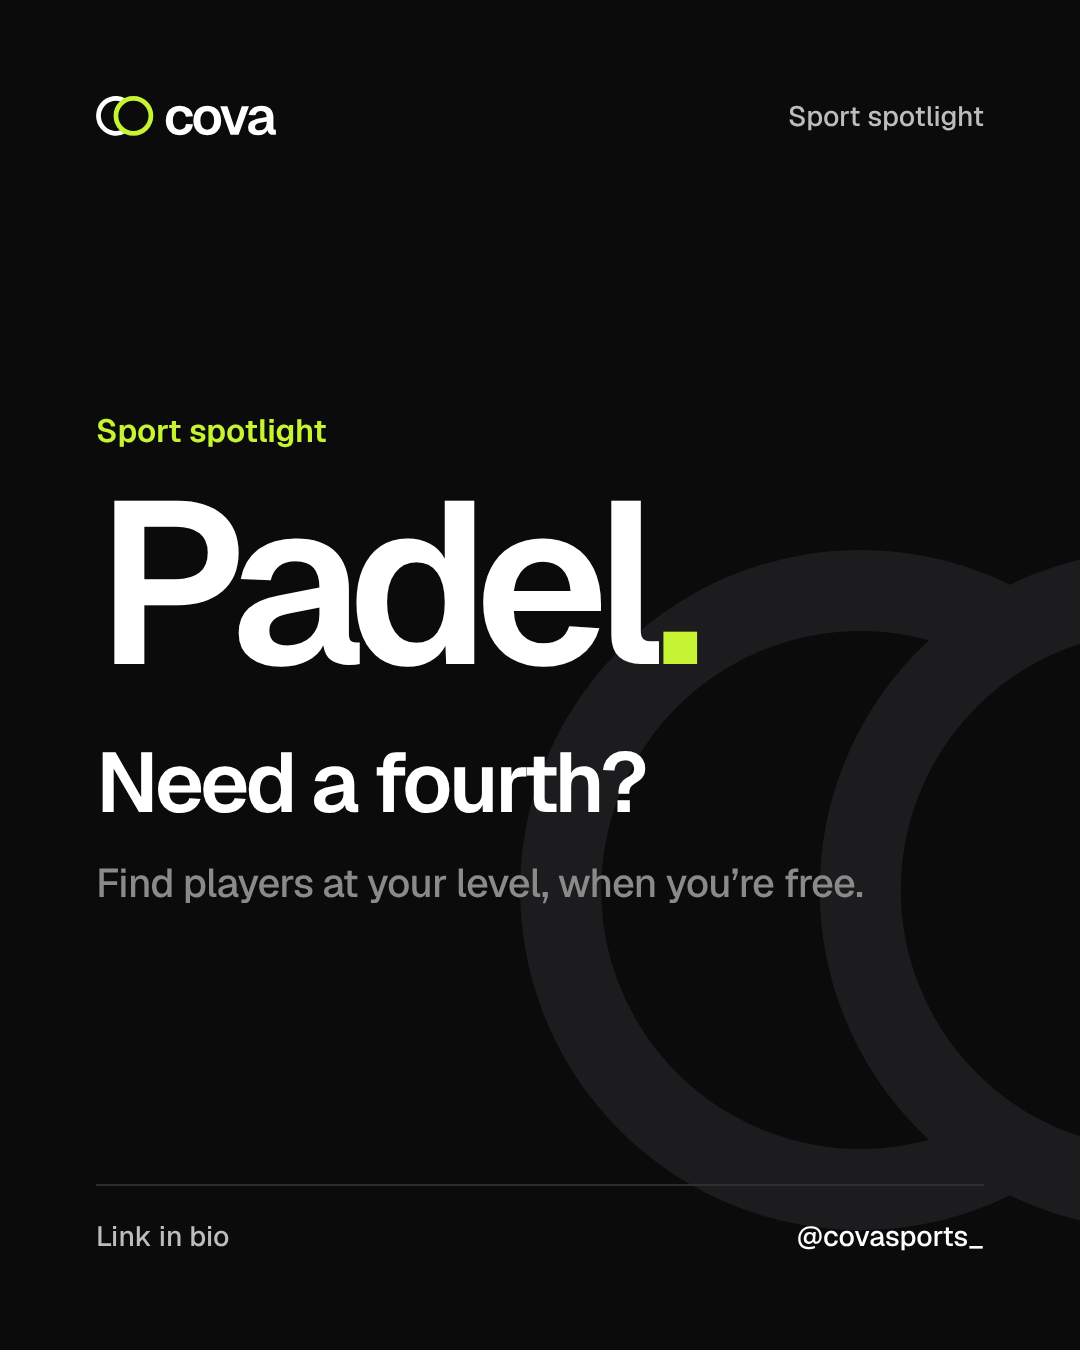 cova
Sport spotlight
Sport spotlight
Padel.
Need a fourth?
Find players at your level, when you’re free.
Link in bio
@covasports_